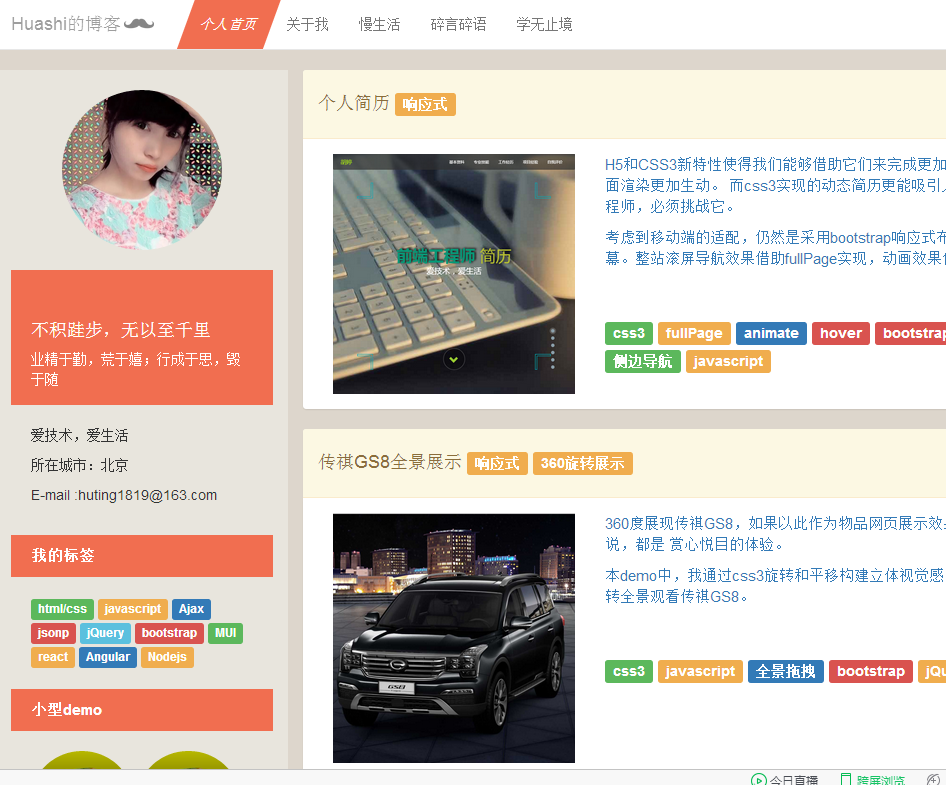 Huashi的博客
个人首页 关于我 慢生活 碎言碎语 学无止境
不积跬步，无以至千里
业精于勤，荒于嬉；行成于思，毁
于随
爱技术，爱生活
所在城市：北京
E-mail :huting1819@163.com
我的标签
html/css javascript Ajax
jsonp jQuery bootstrap MUI
react Angular Nodejs
小型demo
个人简历 响应式
前端工程师 简历
爱技术，爱生活
H5和CSS3新特性使得我们能够借助它们来完成更加
面渲染更加生动。 而css3实现的动态简历更能吸引人
程师，必须挑战它。
考虑到移动端的适配，仍然是采用bootstrap响应式布
幕。整站滚屏导航效果借助fullPage实现，动画效果
css3 fullPage animate hover bootstrap
侧边导航 javascript
传祺GS8全景展示 响应式 360旋转展示
GS8
360度展现传祺GS8，如果以此作为物品网页展示效果
说，都是 赏心悦目的体验。
本demo中，我通过css3旋转和平移构建立体视觉感
转全景观看传祺GS8。
css3 javascript 全景拖拽 bootstrap jQu
今日直播 跨屏浏览